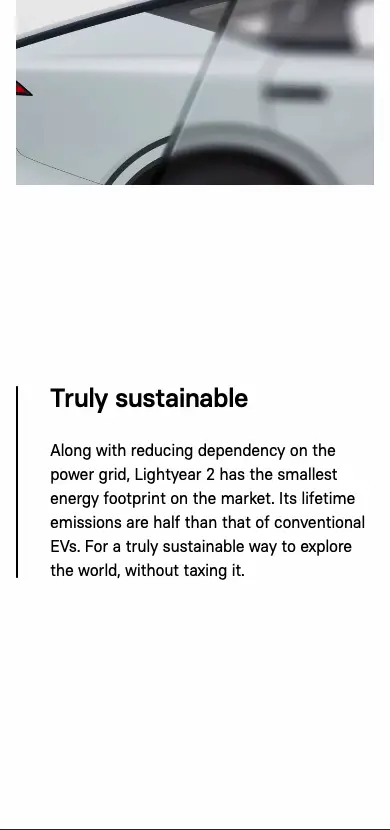 Truly sustainable
Along with reducing dependency on the
power grid, Lightyear 2 has the smallest
energy footprint on the market. Its lifetime
emissions are half than that of conventional
EVs. For a truly sustainable way to explore
the world, without taxing it.